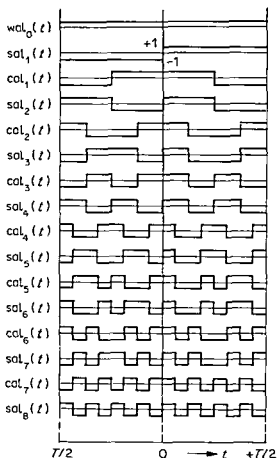 wal₀(t)
+1
sal₁(t)
-1
cal₁(t)
sal₂(t)
cal₂(t)
sal₃(t)
cal₃(t)
sal₄(t)
cal₄(t)
sal₅(t)
cal₅(t)
sal₆(t)
cal₆(t)
sal₇(t)
cal₇(t)
sal₈(t)
T/2 0 → t +T/2